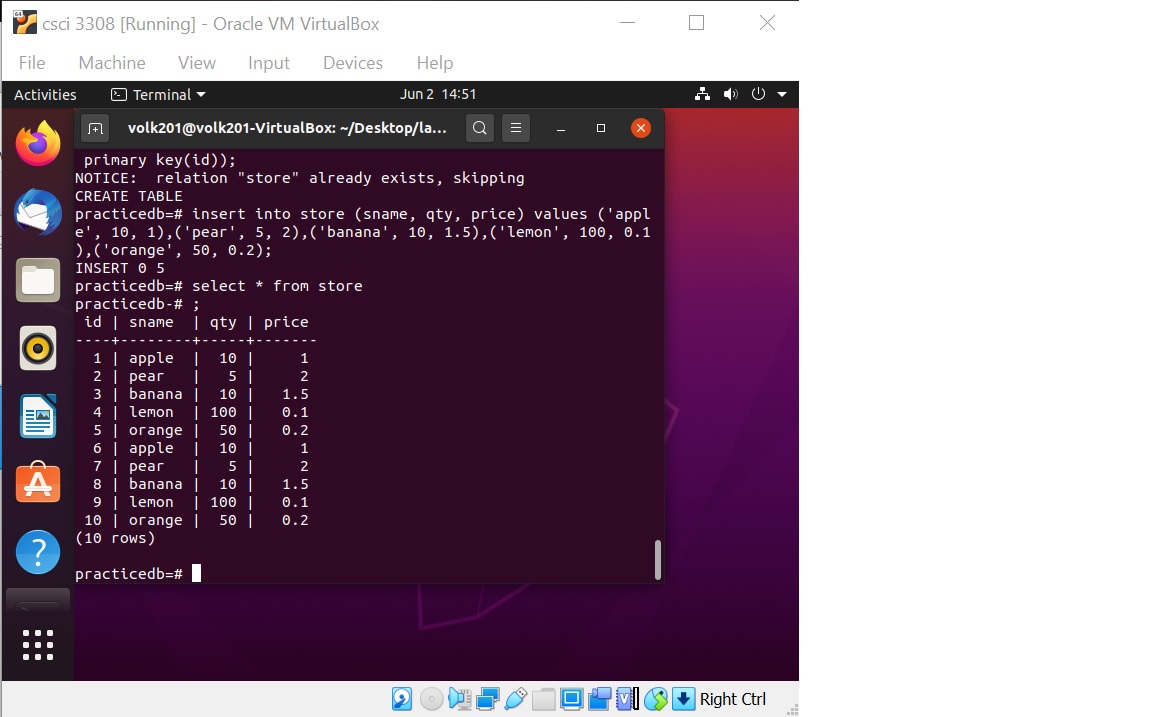 csci 3308 [Running] - Oracle VM VirtualBox
File Machine View Input Devices Help
Activities Terminal Jun 2 14:51
volk201@volk201-VirtualBox: ~/Desktop/la...
primary key(id));
NOTICE:  relation "store" already exists, skipping
CREATE TABLE
practicedb=# insert into store (sname, qty, price) values ('appl
e', 10, 1),('pear', 5, 2),('banana', 10, 1.5),('lemon', 100, 0.1
),('orange', 50, 0.2);
INSERT 0 5
practicedb=# select * from store
practicedb-# ;
 id | sname  | qty | price
----+--------+-----+-------
  1 | apple  |  10 |     1
  2 | pear   |   5 |     2
  3 | banana |  10 |   1.5
  4 | lemon  | 100 |   0.1
  5 | orange |  50 |   0.2
  6 | apple  |  10 |     1
  7 | pear   |   5 |     2
  8 | banana |  10 |   1.5
  9 | lemon  | 100 |   0.1
 10 | orange |  50 |   0.2
(10 rows)
practicedb=#
Right Ctrl